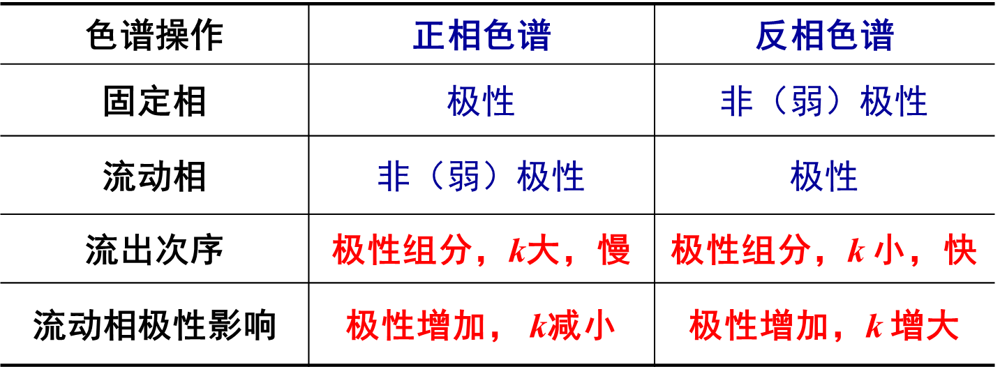 色谱操作 正相色谱 反相色谱
固定相 极性 非（弱）极性
流动相 非（弱）极性 极性
流出次序 极性组分，k大，慢 极性组分，k 小，快
流动相极性影响 极性增加， k减小 极性增加，k 增大